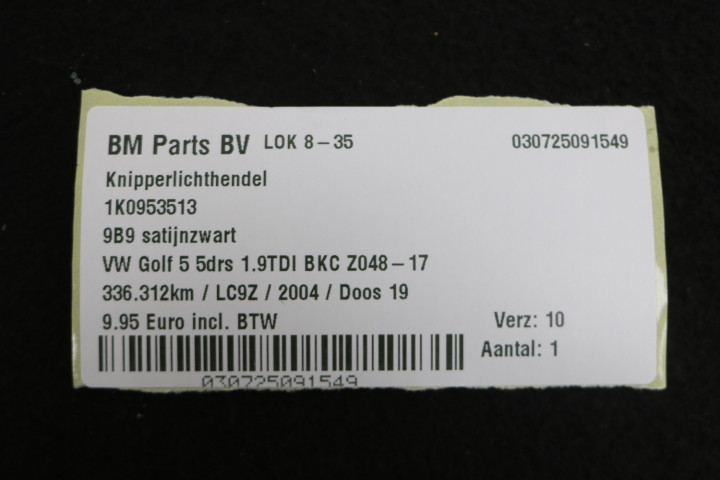 BM Parts BV LOK 8-35 030725091549
Knipperlichthendel
1K0953513
9B9 satijnzwart
VW Golf 5 5drs 1.9TDI BKC Z048-17
336.312km / LC9Z / 2004 / Doos 19
9.95 Euro incl. BTW Verz: 10
Aantal: 1
030725091549